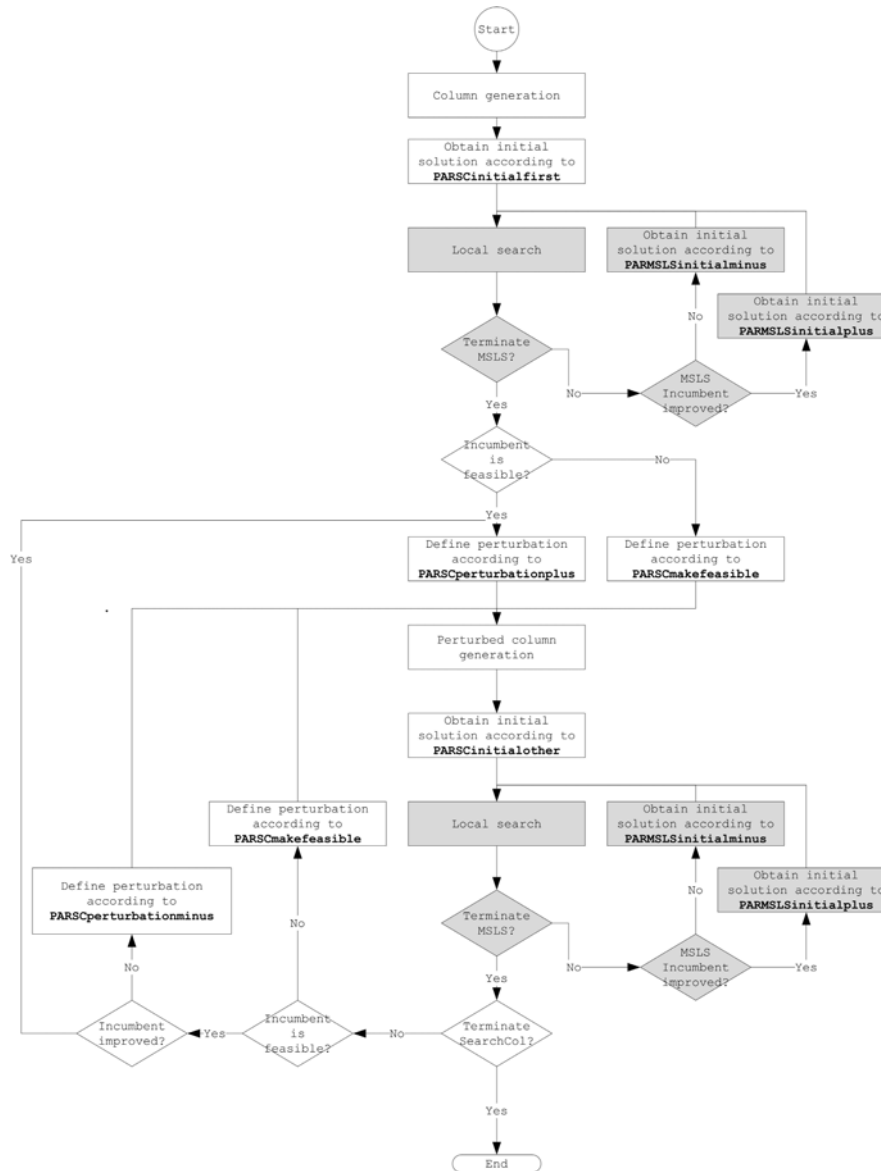 Start
Column generation
Obtain initial
solution according to
PARSCinitialfirst
Local search
Obtain initial
solution according to
PARMSLSinitialminus
Obtain initial
solution according to
PARMSLSinitialplus
No
Terminate
MSLS?
No
MSLS
Incumbent
improved?
Yes
Yes
Incumbent
is
feasible?
No
Yes
Yes
Define perturbation
according to
PARSCperturbationplus
Define perturbation
according to
PARSCmakefeasible
Perturbed column
generation
Obtain initial
solution according to
PARSCinitialother
Define perturbation
according to
PARSCmakefeasible
Local search
Obtain initial
solution according to
PARMSLSinitialminus
Define perturbation
according to
PARSCperturbationminus
Obtain initial
solution according to
PARMSLSinitialplus
No
No
Terminate
MSLS?
No
No
MSLS
Incumbent
improved?
Yes
Yes
Incumbent
improved?
Yes
Incumbent
is
feasible?
No
Terminate
SearchCol?
Yes
End